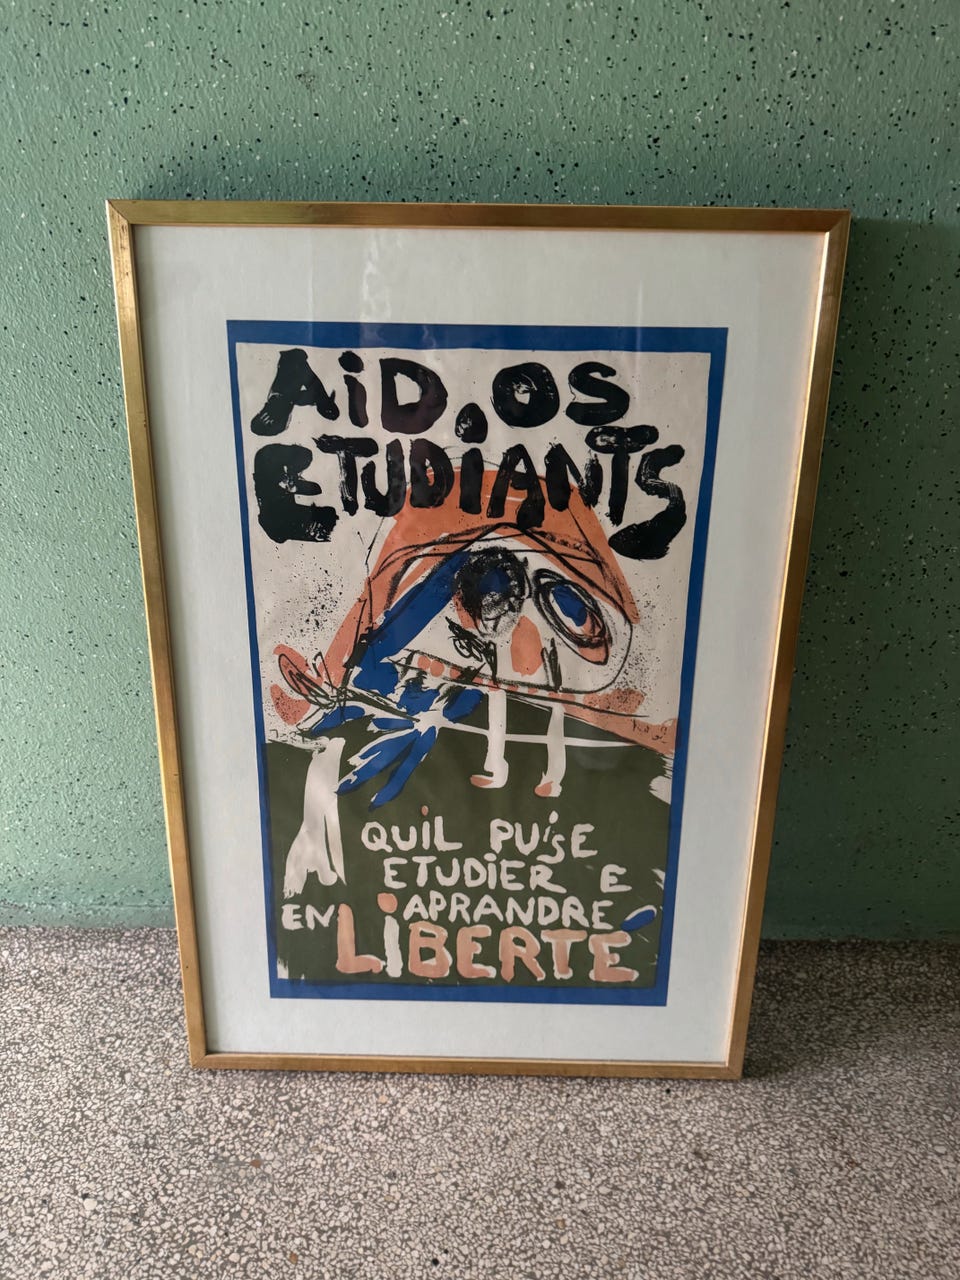 AiD.OS
ETUDiANTS
QUiL PUiSE
ETUDiER E
EN APRANDRE
LiBERTÉ